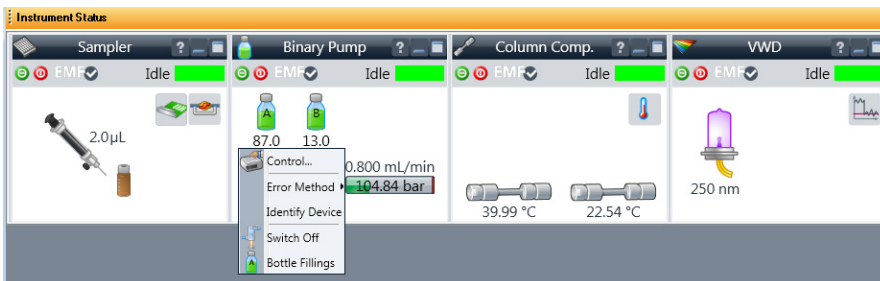 Instrument Status
Sampler ?
EMF Idle
2.0µL
Binary Pump ?
EMF Idle
A B
87.0 13.0
0.800 mL/min
104.84 bar
Control...
Error Method
Identify Device
Switch Off
A Bottle Fillings
Column Comp. ?
EMF Idle
39.99 °C 22.54 °C
VWD ?
EMF Idle
250 nm